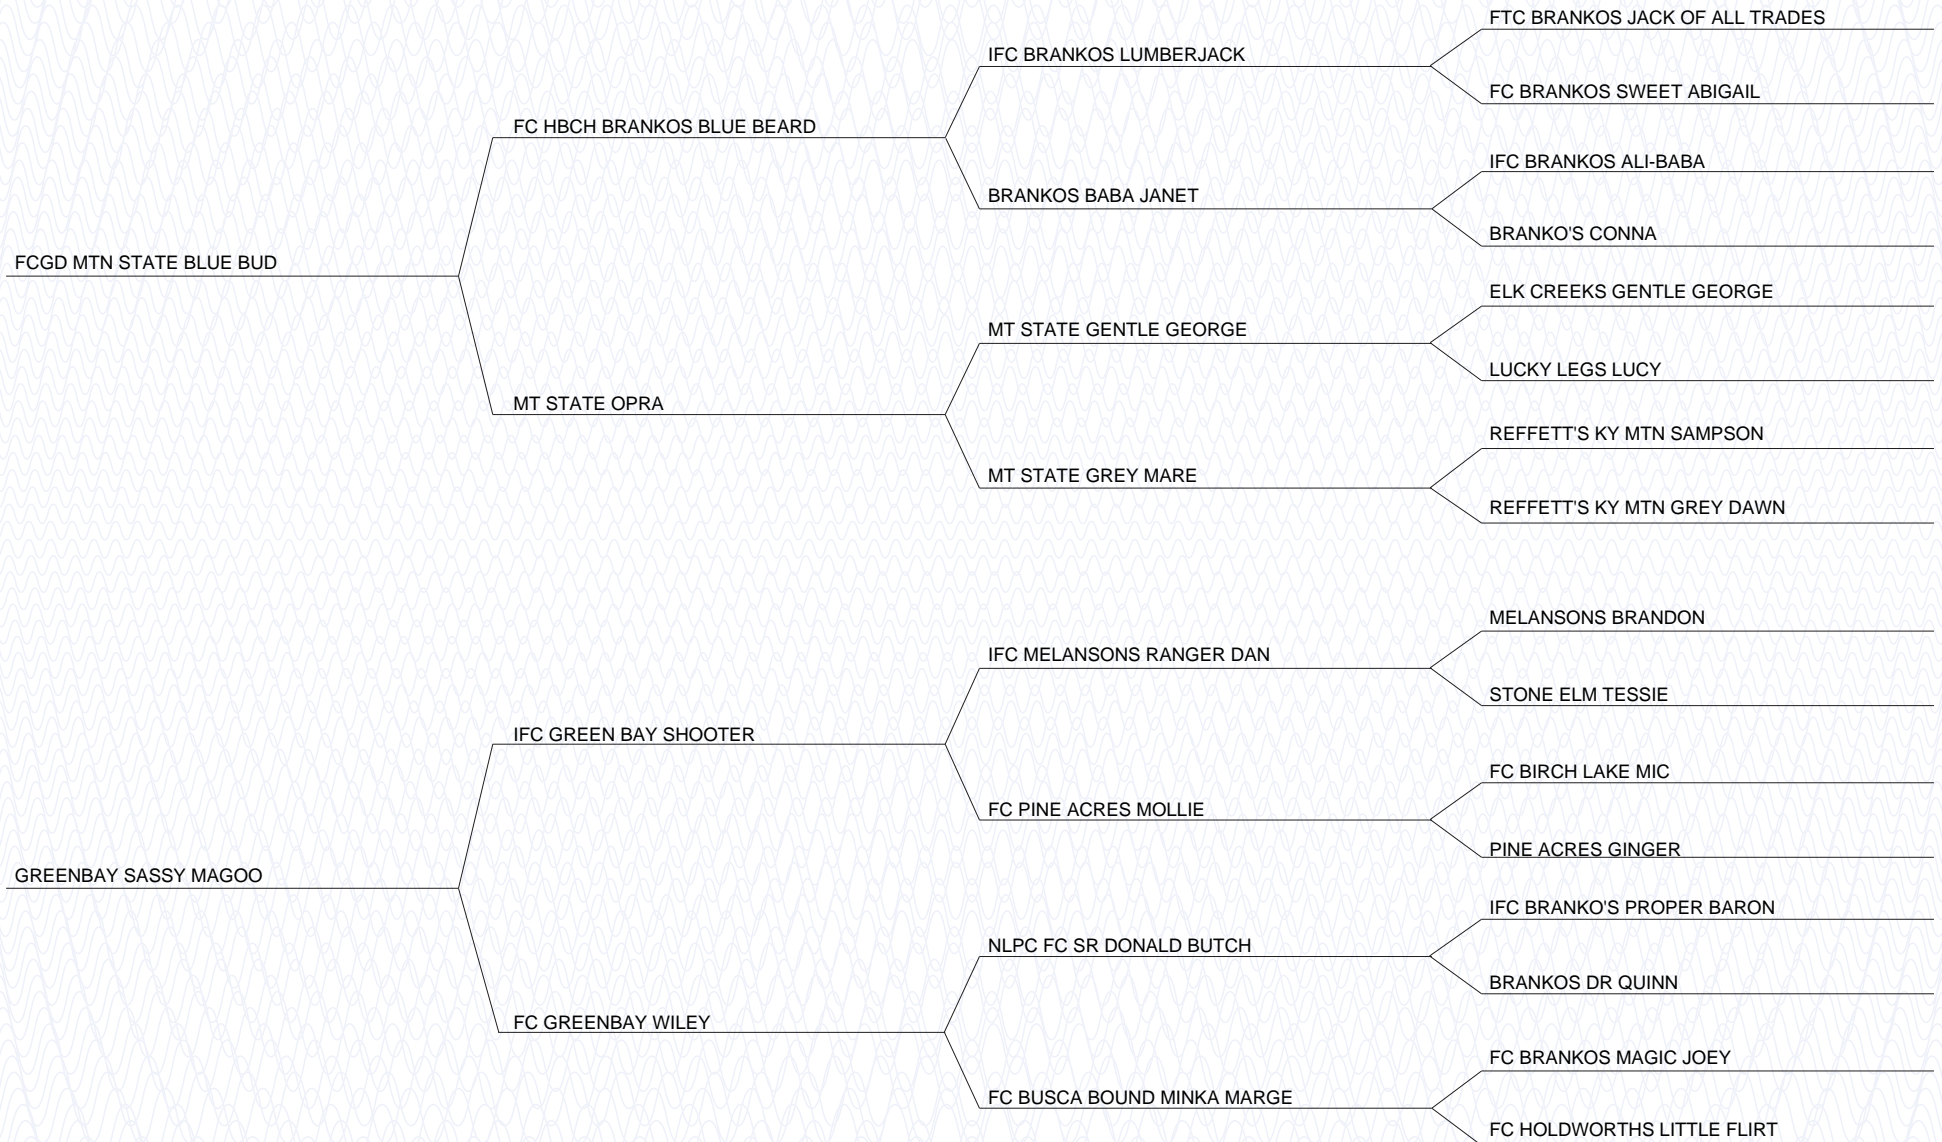 FTC BRANKOS JACK OF ALL TRADES
IFC BRANKOS LUMBERJACK
FC BRANKOS SWEET ABIGAIL
FC HBCH BRANKOS BLUE BEARD
IFC BRANKOS ALI-BABA
BRANKOS BABA JANET
BRANKO'S CONNA
FCGD MTN STATE BLUE BUD
ELK CREEKS GENTLE GEORGE
MT STATE GENTLE GEORGE
LUCKY LEGS LUCY
MT STATE OPRA
REFFETT'S KY MTN SAMPSON
MT STATE GREY MARE
REFFETT'S KY MTN GREY DAWN
MELANSONS BRANDON
IFC MELANSONS RANGER DAN
STONE ELM TESSIE
IFC GREEN BAY SHOOTER
FC BIRCH LAKE MIC
FC PINE ACRES MOLLIE
PINE ACRES GINGER
GREENBAY SASSY MAGOO
IFC BRANKO'S PROPER BARON
NLPC FC SR DONALD BUTCH
BRANKOS DR QUINN
FC GREENBAY WILEY
FC BRANKOS MAGIC JOEY
FC BUSCA BOUND MINKA MARGE
FC HOLDWORTHS LITTLE FLIRT